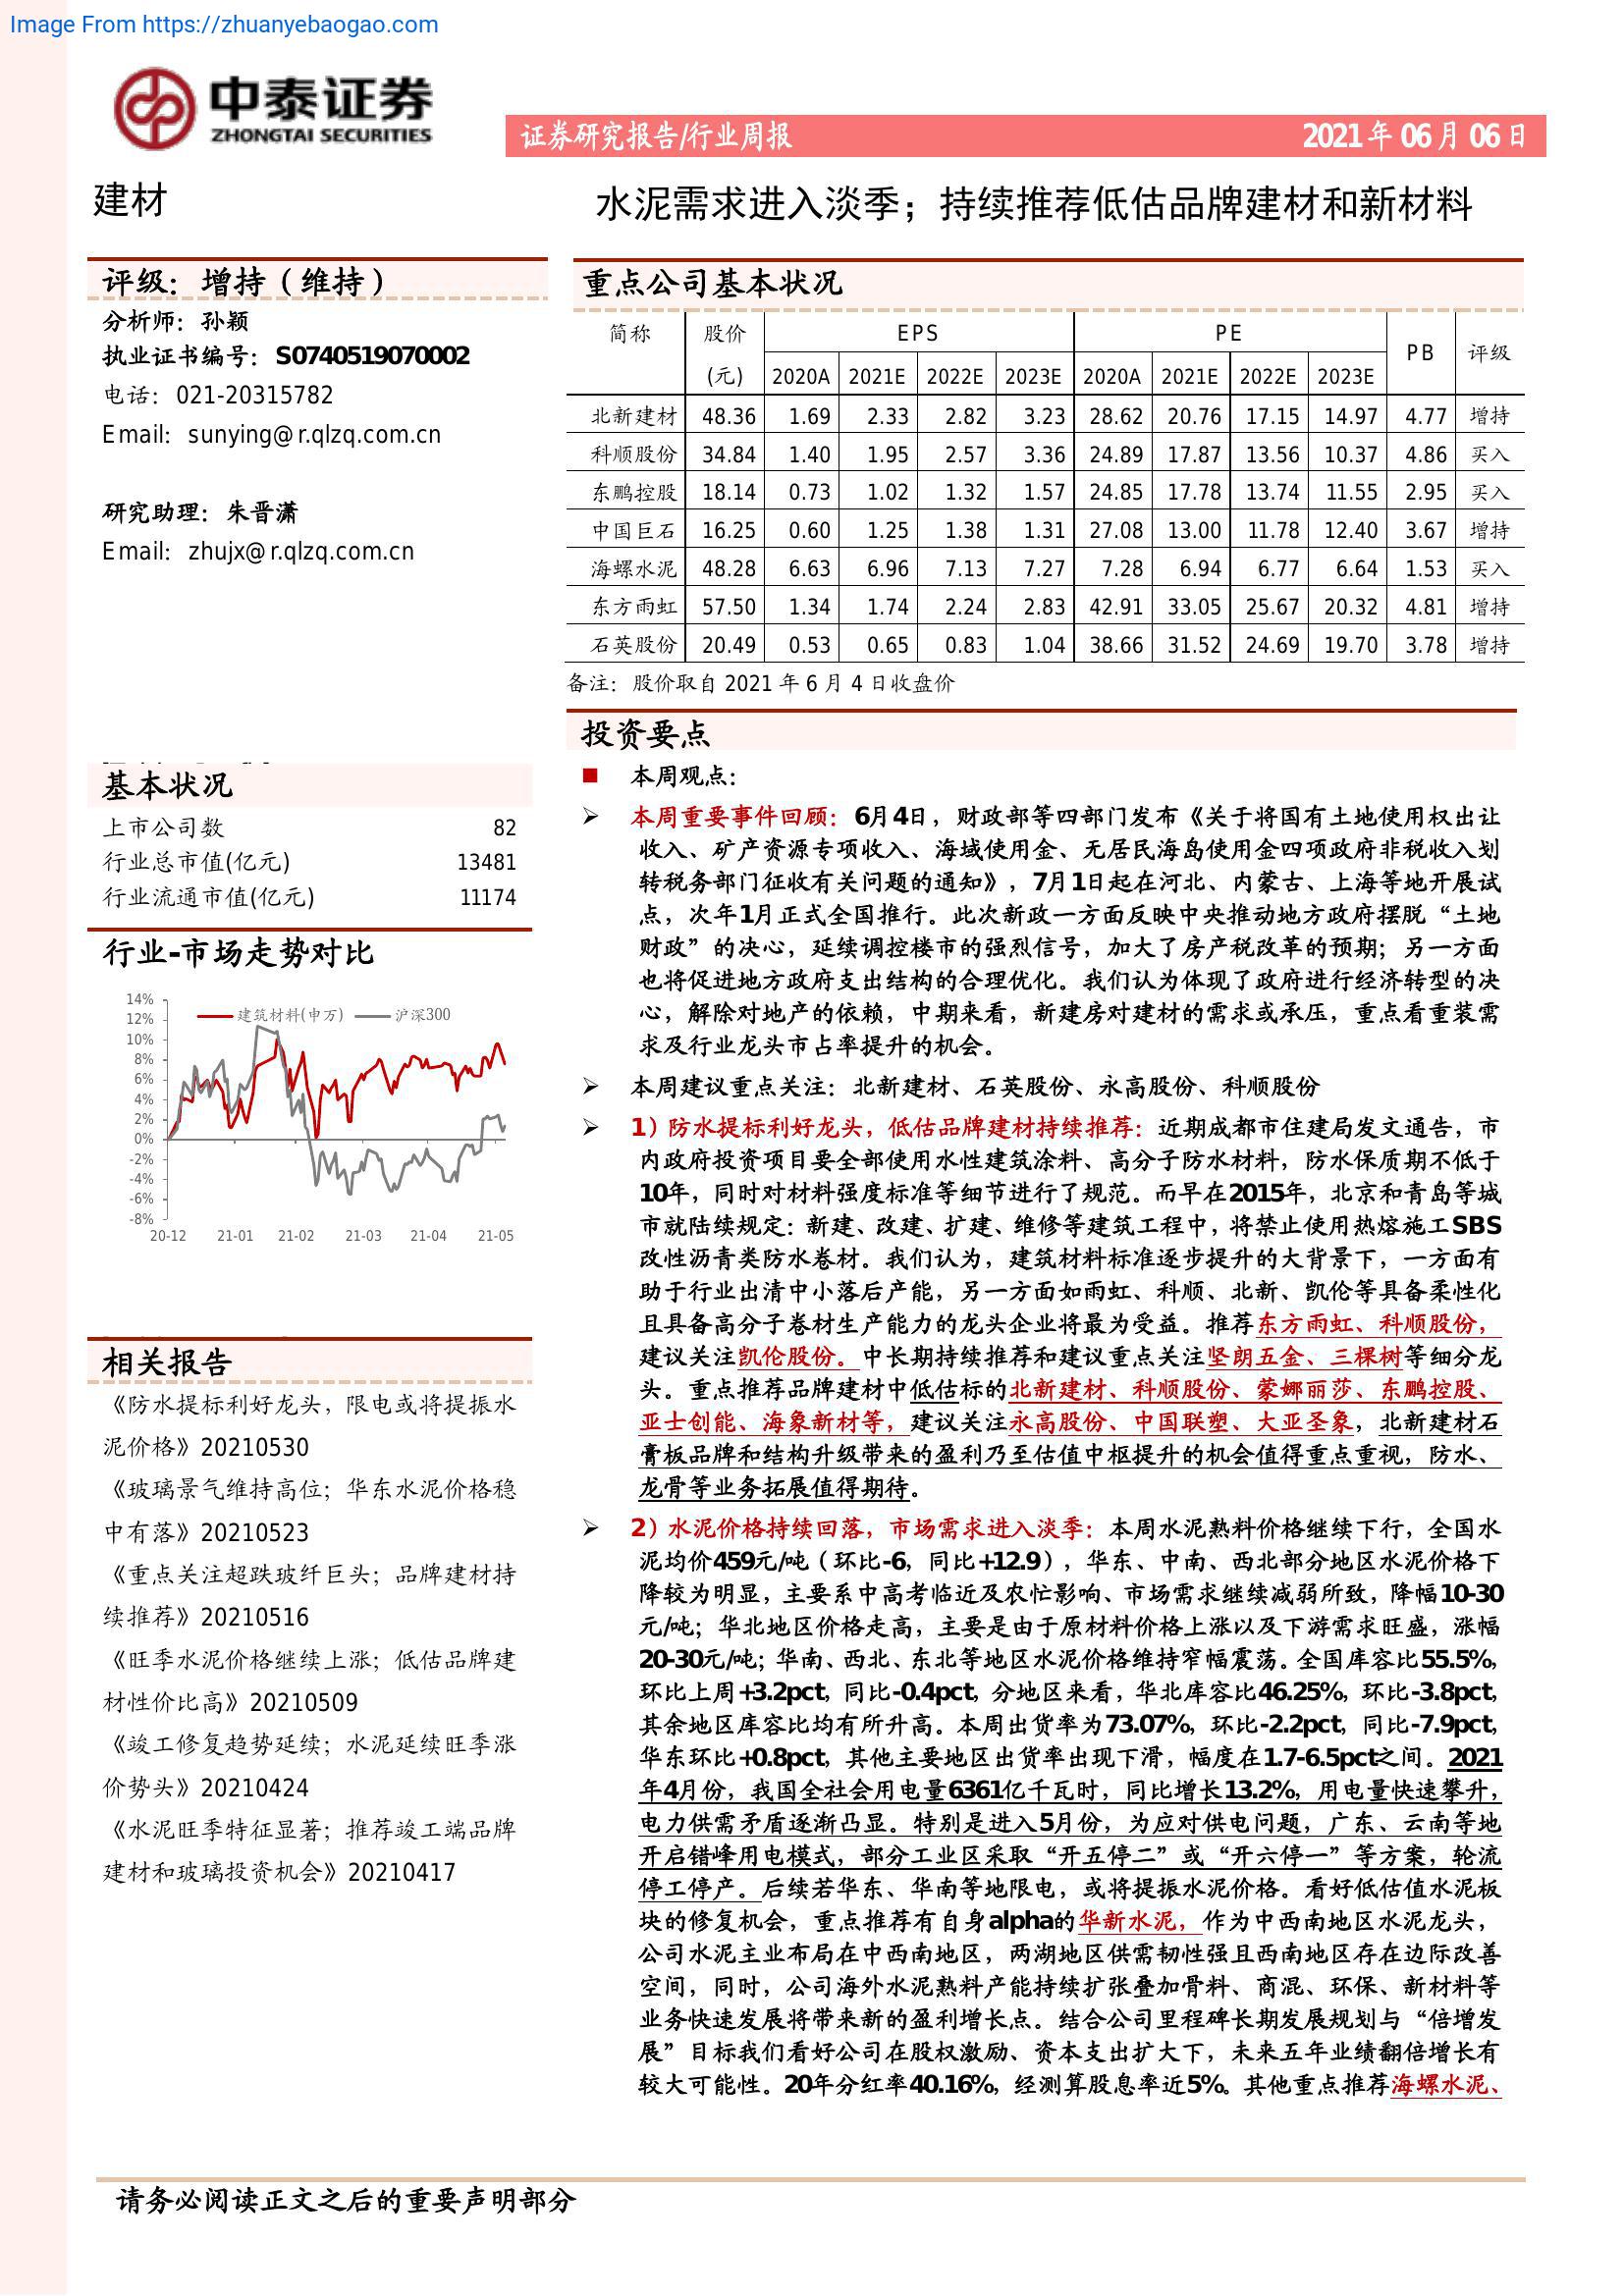 Image From https://zhuanyebaogao.com
中泰证券
ZHONGTAI SECURITIES
证券研究报告/行业周报 2021年06月06日
建材
水泥需求进入淡季；持续推荐低估品牌建材和新材料
评级：增持（维持）
分析师：孙颖
执业证书编号：S0740519070002
电话：021-20315782
Email：sunying@r.qlzq.com.cn
研究助理：朱晋潇
Email：zhujx@r.qlzq.com.cn
基本状况
上市公司数 82
行业总市值(亿元) 13481
行业流通市值(亿元) 11174
行业-市场走势对比
建筑材料(申万) 沪深300
14%
12%
10%
8%
6%
4%
2%
0%
-2%
-4%
-6%
-8%
20-12 21-01 21-02 21-03 21-04 21-05
相关报告
《防水提标利好龙头，限电或将提振水
泥价格》20210530
《玻璃景气维持高位；华东水泥价格稳
中有落》20210523
《重点关注超跌玻纤巨头；品牌建材持
续推荐》20210516
《旺季水泥价格继续上涨；低估品牌建
材性价比高》20210509
《竣工修复趋势延续；水泥延续旺季涨
价势头》20210424
《水泥旺季特征显著；推荐竣工端品牌
建材和玻璃投资机会》20210417
重点公司基本状况
简称 股价 EPS PE PB 评级
(元) 2020A 2021E 2022E 2023E 2020A 2021E 2022E 2023E
北新建材 48.36 1.69 2.33 2.82 3.23 28.62 20.76 17.15 14.97 4.77 增持
科顺股份 34.84 1.40 1.95 2.57 3.36 24.89 17.87 13.56 10.37 4.86 买入
东鹏控股 18.14 0.73 1.02 1.32 1.57 24.85 17.78 13.74 11.55 2.95 买入
中国巨石 16.25 0.60 1.25 1.38 1.31 27.08 13.00 11.78 12.40 3.67 增持
海螺水泥 48.28 6.63 6.96 7.13 7.27 7.28 6.94 6.77 6.64 1.53 买入
东方雨虹 57.50 1.34 1.74 2.24 2.83 42.91 33.05 25.67 20.32 4.81 增持
石英股份 20.49 0.53 0.65 0.83 1.04 38.66 31.52 24.69 19.70 3.78 增持
备注：股价取自 2021 年 6 月 4 日收盘价
投资要点
本周观点：
本周重要事件回顾：6月4日，财政部等四部门发布《关于将国有土地使用权出让
收入、矿产资源专项收入、海域使用金、无居民海岛使用金四项政府非税收入划
转税务部门征收有关问题的通知》，7月1日起在河北、内蒙古、上海等地开展试
点，次年1月正式全国推行。此次新政一方面反映中央推动地方政府摆脱“土地
财政”的决心，延续调控楼市的强烈信号，加大了房产税改革的预期；另一方面
也将促进地方政府支出结构的合理优化。我们认为体现了政府进行经济转型的决
心，解除对地产的依赖，中期来看，新建房对建材的需求或承压，重点看重装需
求及行业龙头市占率提升的机会。
本周建议重点关注：北新建材、石英股份、永高股份、科顺股份
1）防水提标利好龙头，低估品牌建材持续推荐：近期成都市住建局发文通告，市
内政府投资项目要全部使用水性建筑涂料、高分子防水材料，防水保质期不低于
10年，同时对材料强度标准等细节进行了规范。而早在2015年，北京和青岛等城
市就陆续规定：新建、改建、扩建、维修等建筑工程中，将禁止使用热熔施工SBS
改性沥青类防水卷材。我们认为，建筑材料标准逐步提升的大背景下，一方面有
助于行业出清中小落后产能，另一方面如雨虹、科顺、北新、凯伦等具备柔性化
且具备高分子卷材生产能力的龙头企业将最为受益。推荐东方雨虹、科顺股份，
建议关注凯伦股份。中长期持续推荐和建议重点关注坚朗五金、三棵树等细分龙
头。重点推荐品牌建材中低估标的北新建材、科顺股份、蒙娜丽莎、东鹏控股、
亚士创能、海象新材等，建议关注永高股份、中国联塑、大亚圣象，北新建材石
膏板品牌和结构升级带来的盈利乃至估值中枢提升的机会值得重点重视，防水、
龙骨等业务拓展值得期待。
2）水泥价格持续回落，市场需求进入淡季：本周水泥熟料价格继续下行，全国水
泥均价459元/吨（环比-6，同比+12.9），华东、中南、西北部分地区水泥价格下
降较为明显，主要系中高考临近及农忙影响、市场需求继续减弱所致，降幅10-30
元/吨；华北地区价格走高，主要是由于原材料价格上涨以及下游需求旺盛，涨幅
20-30元/吨；华南、西北、东北等地区水泥价格维持窄幅震荡。全国库容比55.5%，
环比上周+3.2pct，同比-0.4pct，分地区来看，华北库容比46.25%，环比-3.8pct，
其余地区库容比均有所升高。本周出货率为73.07%，环比-2.2pct，同比-7.9pct，
华东环比+0.8pct，其他主要地区出货率出现下滑，幅度在1.7-6.5pct之间。2021
年4月份，我国全社会用电量6361亿千瓦时，同比增长13.2%，用电量快速攀升，
电力供需矛盾逐渐凸显。特别是进入5月份，为应对供电问题，广东、云南等地
开启错峰用电模式，部分工业区采取“开五停二”或“开六停一”等方案，轮流
停工停产。后续若华东、华南等地限电，或将提振水泥价格。看好低估值水泥板
块的修复机会，重点推荐有自身alpha的华新水泥，作为中西南地区水泥龙头，
公司水泥主业布局在中西南地区，两湖地区供需韧性强且西南地区存在边际改善
空间，同时，公司海外水泥熟料产能持续扩张叠加骨料、商混、环保、新材料等
业务快速发展将带来新的盈利增长点。结合公司里程碑长期发展规划与“倍增发
展”目标我们看好公司在股权激励、资本支出扩大下，未来五年业绩翻倍增长有
较大可能性。20年分红率40.16%，经测算股息率近5%。其他重点推荐海螺水泥、
请务必阅读正文之后的重要声明部分